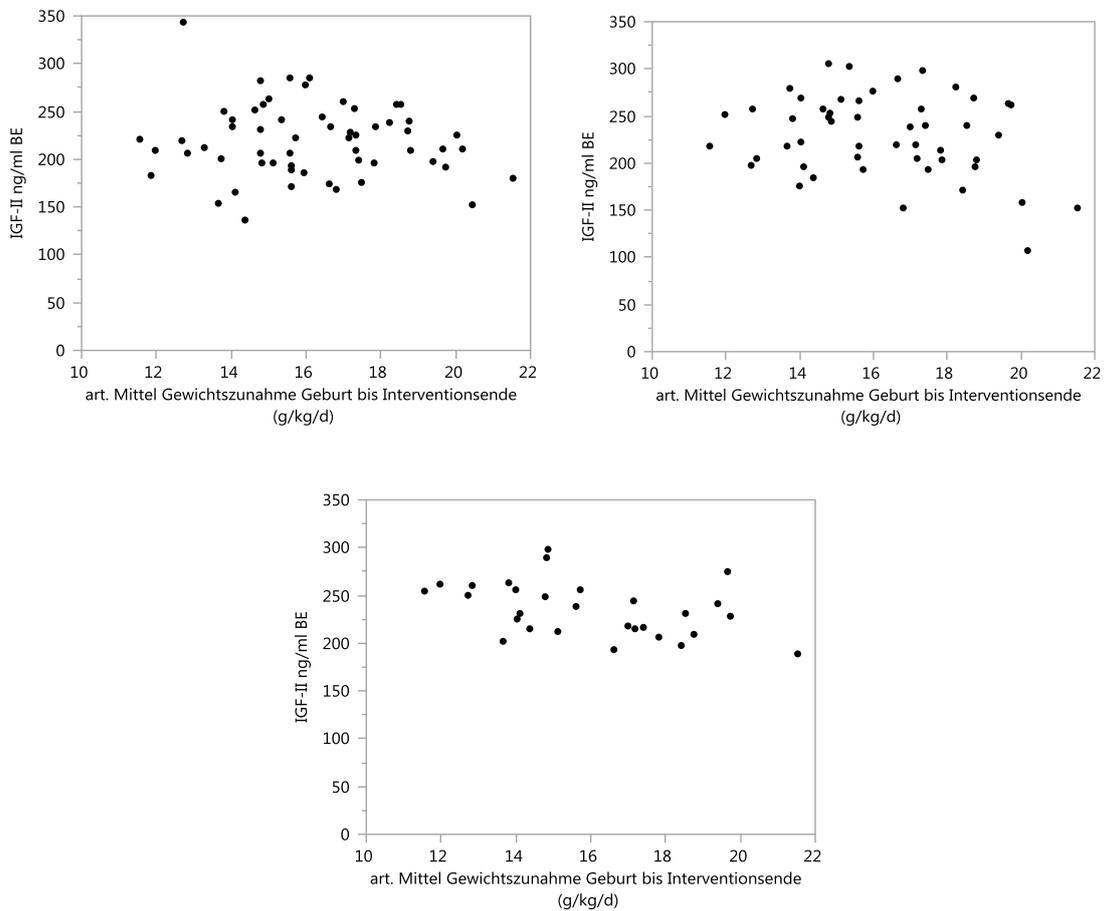 350
300
250
200
150
100
50
0
IGF-II ng/ml BE
10 12 14 16 18 20 22
art. Mittel Gewichtszunahme Geburt bis Interventionsende
(g/kg/d)
350
300
250
200
150
100
50
0
IGF-II ng/ml BE
10 12 14 16 18 20 22
art. Mittel Gewichtszunahme Geburt bis Interventionsende
(g/kg/d)
350
300
250
200
150
100
50
0
IGF-II ng/ml BE
10 12 14 16 18 20 22
art. Mittel Gewichtszunahme Geburt bis Interventionsende
(g/kg/d)